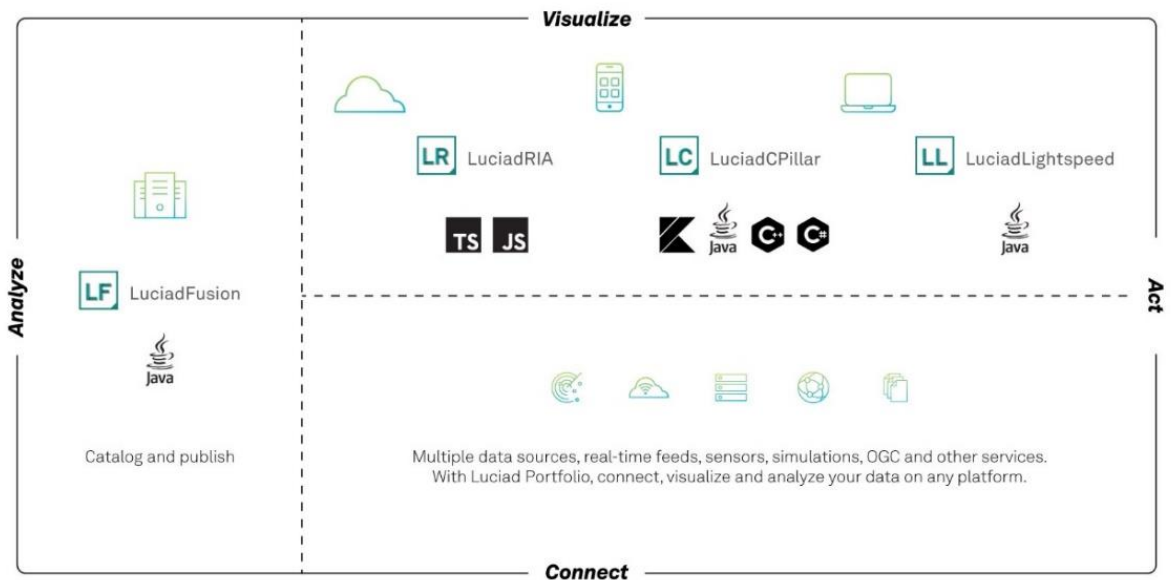 Visualize
LR LuciadRIA
LC LuciadCPillar
LL LuciadLightspeed
TS JS
Java
C++
C#
Java
Analyze
LF LuciadFusion
Java
Act
Catalog and publish
Multiple data sources, real-time feeds, sensors, simulations, OGC and other services.
With Luciad Portfolio, connect, visualize and analyze your data on any platform.
Connect